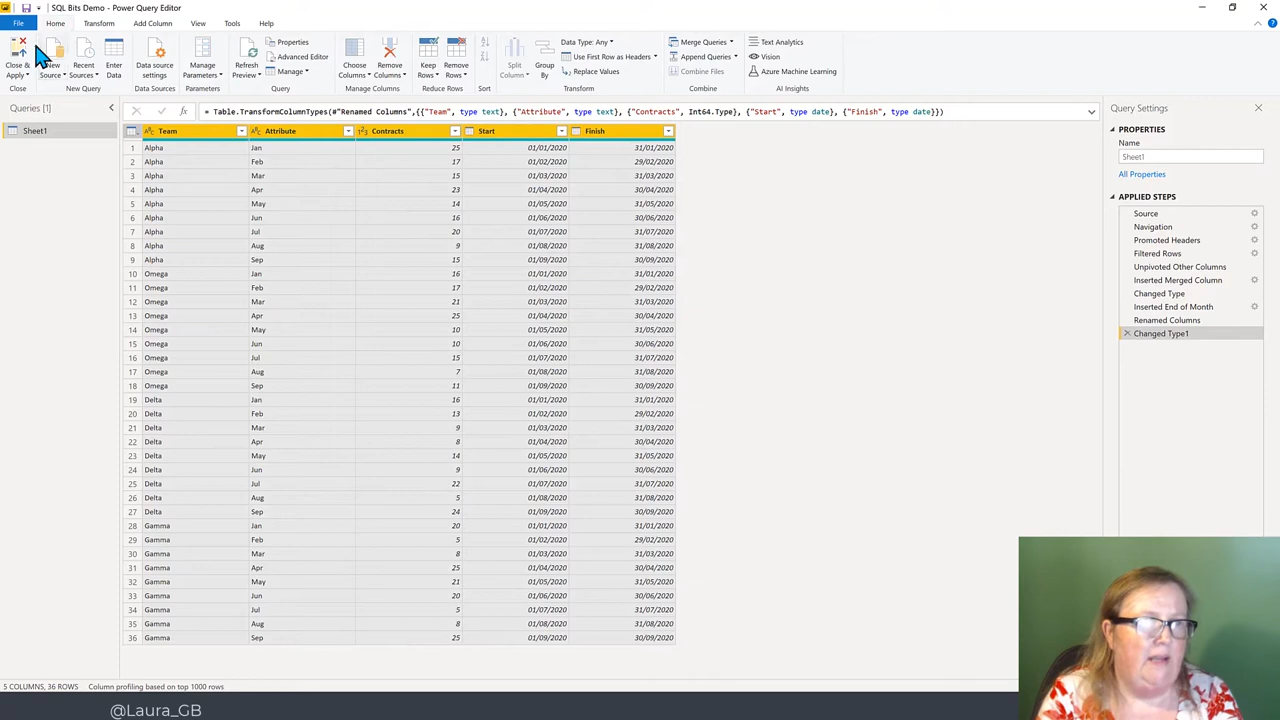 SQL Bits Demo - Power Query Editor
File Home Transform Add Column View Tools Help
Close & Apply New Source Recent Sources Enter Data Data source settings Manage Parameters Refresh Preview Properties Advanced Editor Manage Choose Columns Remove Columns Keep Rows Remove Rows Split Column Group By Data Type: Any Use First Row as Headers Replace Values Merge Queries Append Queries Combine Files Text Analytics Vision Azure Machine Learning
Close New Query Data Sources Parameters Query Manage Columns Reduce Rows Sort Transform Combine AI Insights
Queries [1]
Sheet1
= Table.TransformColumnTypes(#"Renamed Columns",{{"Team", type text}, {"Attribute", type text}, {"Contracts", Int64.Type}, {"Start", type date}, {"Finish", type date}})
Team Attribute Contracts Start Finish
1 Alpha Jan 25 01/01/2020 31/01/2020
2 Alpha Feb 17 01/02/2020 29/02/2020
3 Alpha Mar 15 01/03/2020 31/03/2020
4 Alpha Apr 23 01/04/2020 30/04/2020
5 Alpha May 14 01/05/2020 31/05/2020
6 Alpha Jun 16 01/06/2020 30/06/2020
7 Alpha Jul 20 01/07/2020 31/07/2020
8 Alpha Aug 9 01/08/2020 31/08/2020
9 Alpha Sep 15 01/09/2020 30/09/2020
10 Omega Jan 16 01/01/2020 31/01/2020
11 Omega Feb 17 01/02/2020 29/02/2020
12 Omega Mar 21 01/03/2020 31/03/2020
13 Omega Apr 25 01/04/2020 30/04/2020
14 Omega May 10 01/05/2020 31/05/2020
15 Omega Jun 10 01/06/2020 30/06/2020
16 Omega Jul 15 01/07/2020 31/07/2020
17 Omega Aug 7 01/08/2020 31/08/2020
18 Omega Sep 11 01/09/2020 30/09/2020
19 Delta Jan 16 01/01/2020 31/01/2020
20 Delta Feb 13 01/02/2020 29/02/2020
21 Delta Mar 9 01/03/2020 31/03/2020
22 Delta Apr 8 01/04/2020 30/04/2020
23 Delta May 14 01/05/2020 31/05/2020
24 Delta Jun 9 01/06/2020 30/06/2020
25 Delta Jul 22 01/07/2020 31/07/2020
26 Delta Aug 5 01/08/2020 31/08/2020
27 Delta Sep 24 01/09/2020 30/09/2020
28 Gamma Jan 20 01/01/2020 31/01/2020
29 Gamma Feb 5 01/02/2020 29/02/2020
30 Gamma Mar 8 01/03/2020 31/03/2020
31 Gamma Apr 25 01/04/2020 30/04/2020
32 Gamma May 21 01/05/2020 31/05/2020
33 Gamma Jun 20 01/06/2020 30/06/2020
34 Gamma Jul 5 01/07/2020 31/07/2020
35 Gamma Aug 8 01/08/2020 31/08/2020
36 Gamma Sep 25 01/09/2020 30/09/2020
Query Settings
PROPERTIES
Name
Sheet1
All Properties
APPLIED STEPS
Source
Navigation
Promoted Headers
Filtered Rows
Unpivoted Other Columns
Inserted Merged Column
Changed Type
Inserted End of Month
Renamed Columns
Changed Type1
5 COLUMNS, 36 ROWS Column profiling based on top 1000 rows
@Laura_GB